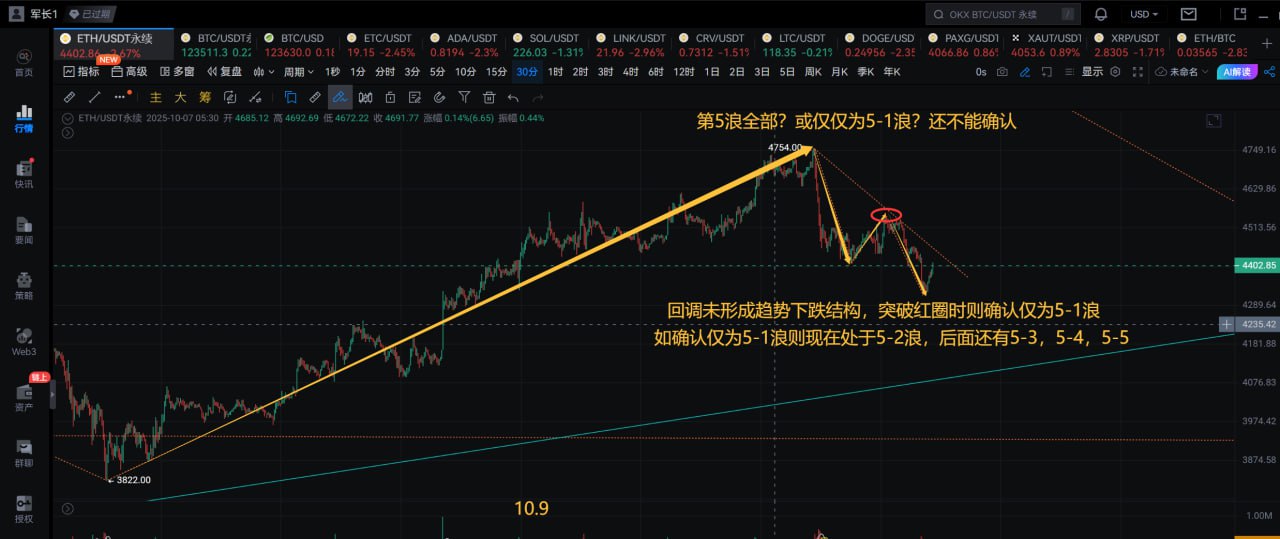 军长1 已过期
OKX BTC/USDT 永续 / USD
首页
行情
快讯
要闻
策略
Web3
链上
资产
群聊
授权
ETH/USDT永续 BTC/USDT永 BTC/USD ETC/USDT ADA/USDT SOL/USDT LINK/USDT CRV/USDT LTC/USDT DOGE/USD PAXG/USDT XAUT/USDT XRP/USDT ETH/BTC
4402.86 -2.67% 123511.3 0.22 123630.0 0.18 19.15 -2.45% 0.8194 -2.3% 226.03 -1.31% 21.96 -2.96% 0.7312 -1.51% 118.35 -0.21% 0.24956 -2.35 4066.86 0.86% 4053.6 0.89% 2.8305 -1.71% 0.03565 -2.83
NEW
指标 高级 多窗 复盘 周期 1秒 1分 3分 5分 10分 15分 30分 1时 2时 3时 4时 6时 12时 1日 2日 3日 5日 周K 月K 季K 年K 0s 显示 未命名 AI解读
主 大 筹
ETH/USDT永续 2025-10-07 05:30 开 4685.12 高 4692.69 低 4672.22 收 4691.77 涨幅 0.14%(6.65) 振幅 0.44%
第5浪全部？或仅仅为5-1浪？还不能确认
4754.00
4749.16
4629.86
4513.56
4402.85
回调未形成趋势下跌结构，突破红圈时则确认仅为5-1浪
4289.64
4235.42
如确认仅为5-1浪则现在处于5-2浪，后面还有5-3，5-4，5-5
4181.88
4076.83
3974.42
3874.58
3822.00
10.9
1.00M